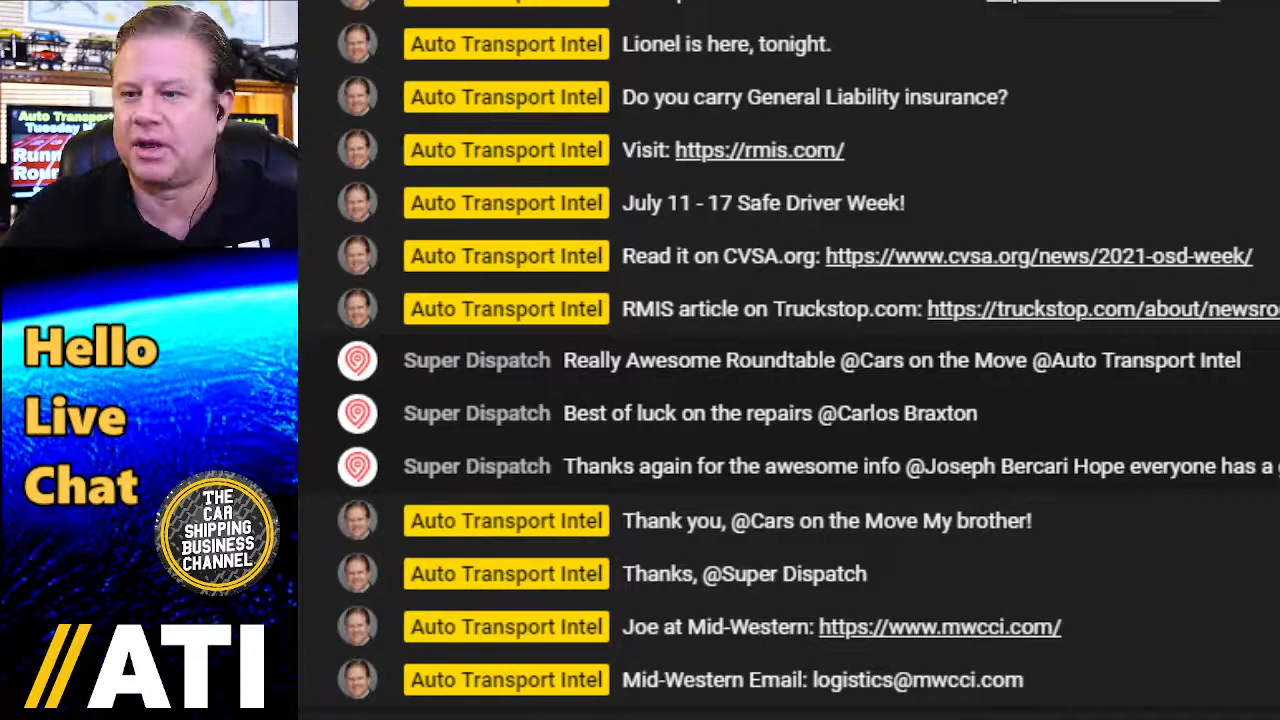 Auto Transport Intel Lionel is here, tonight.
Auto Transport Intel Do you carry General Liability insurance?
Auto Transport Intel Visit: https://rmis.com/
Auto Transport Intel July 11 - 17 Safe Driver Week!
Auto Transport Intel Read it on CVSA.org: https://www.cvsa.org/news/2021-osd-week/
Auto Transport Intel RMIS article on Truckstop.com: https://truckstop.com/about/newsro
Super Dispatch Really Awesome Roundtable @Cars on the Move @Auto Transport Intel
Super Dispatch Best of luck on the repairs @Carlos Braxton
Super Dispatch Thanks again for the awesome info @Joseph Bercari Hope everyone has a
Auto Transport Intel Thank you, @Cars on the Move My brother!
Auto Transport Intel Thanks, @Super Dispatch
Auto Transport Intel Joe at Mid-Western: https://www.mwcci.com/
Auto Transport Intel Mid-Western Email: logistics@mwcci.com
Auto Transport
Tuesday
Hello
Live
Chat
THE
CAR
SHIPPING
BUSINESS
CHANNEL
//ATI